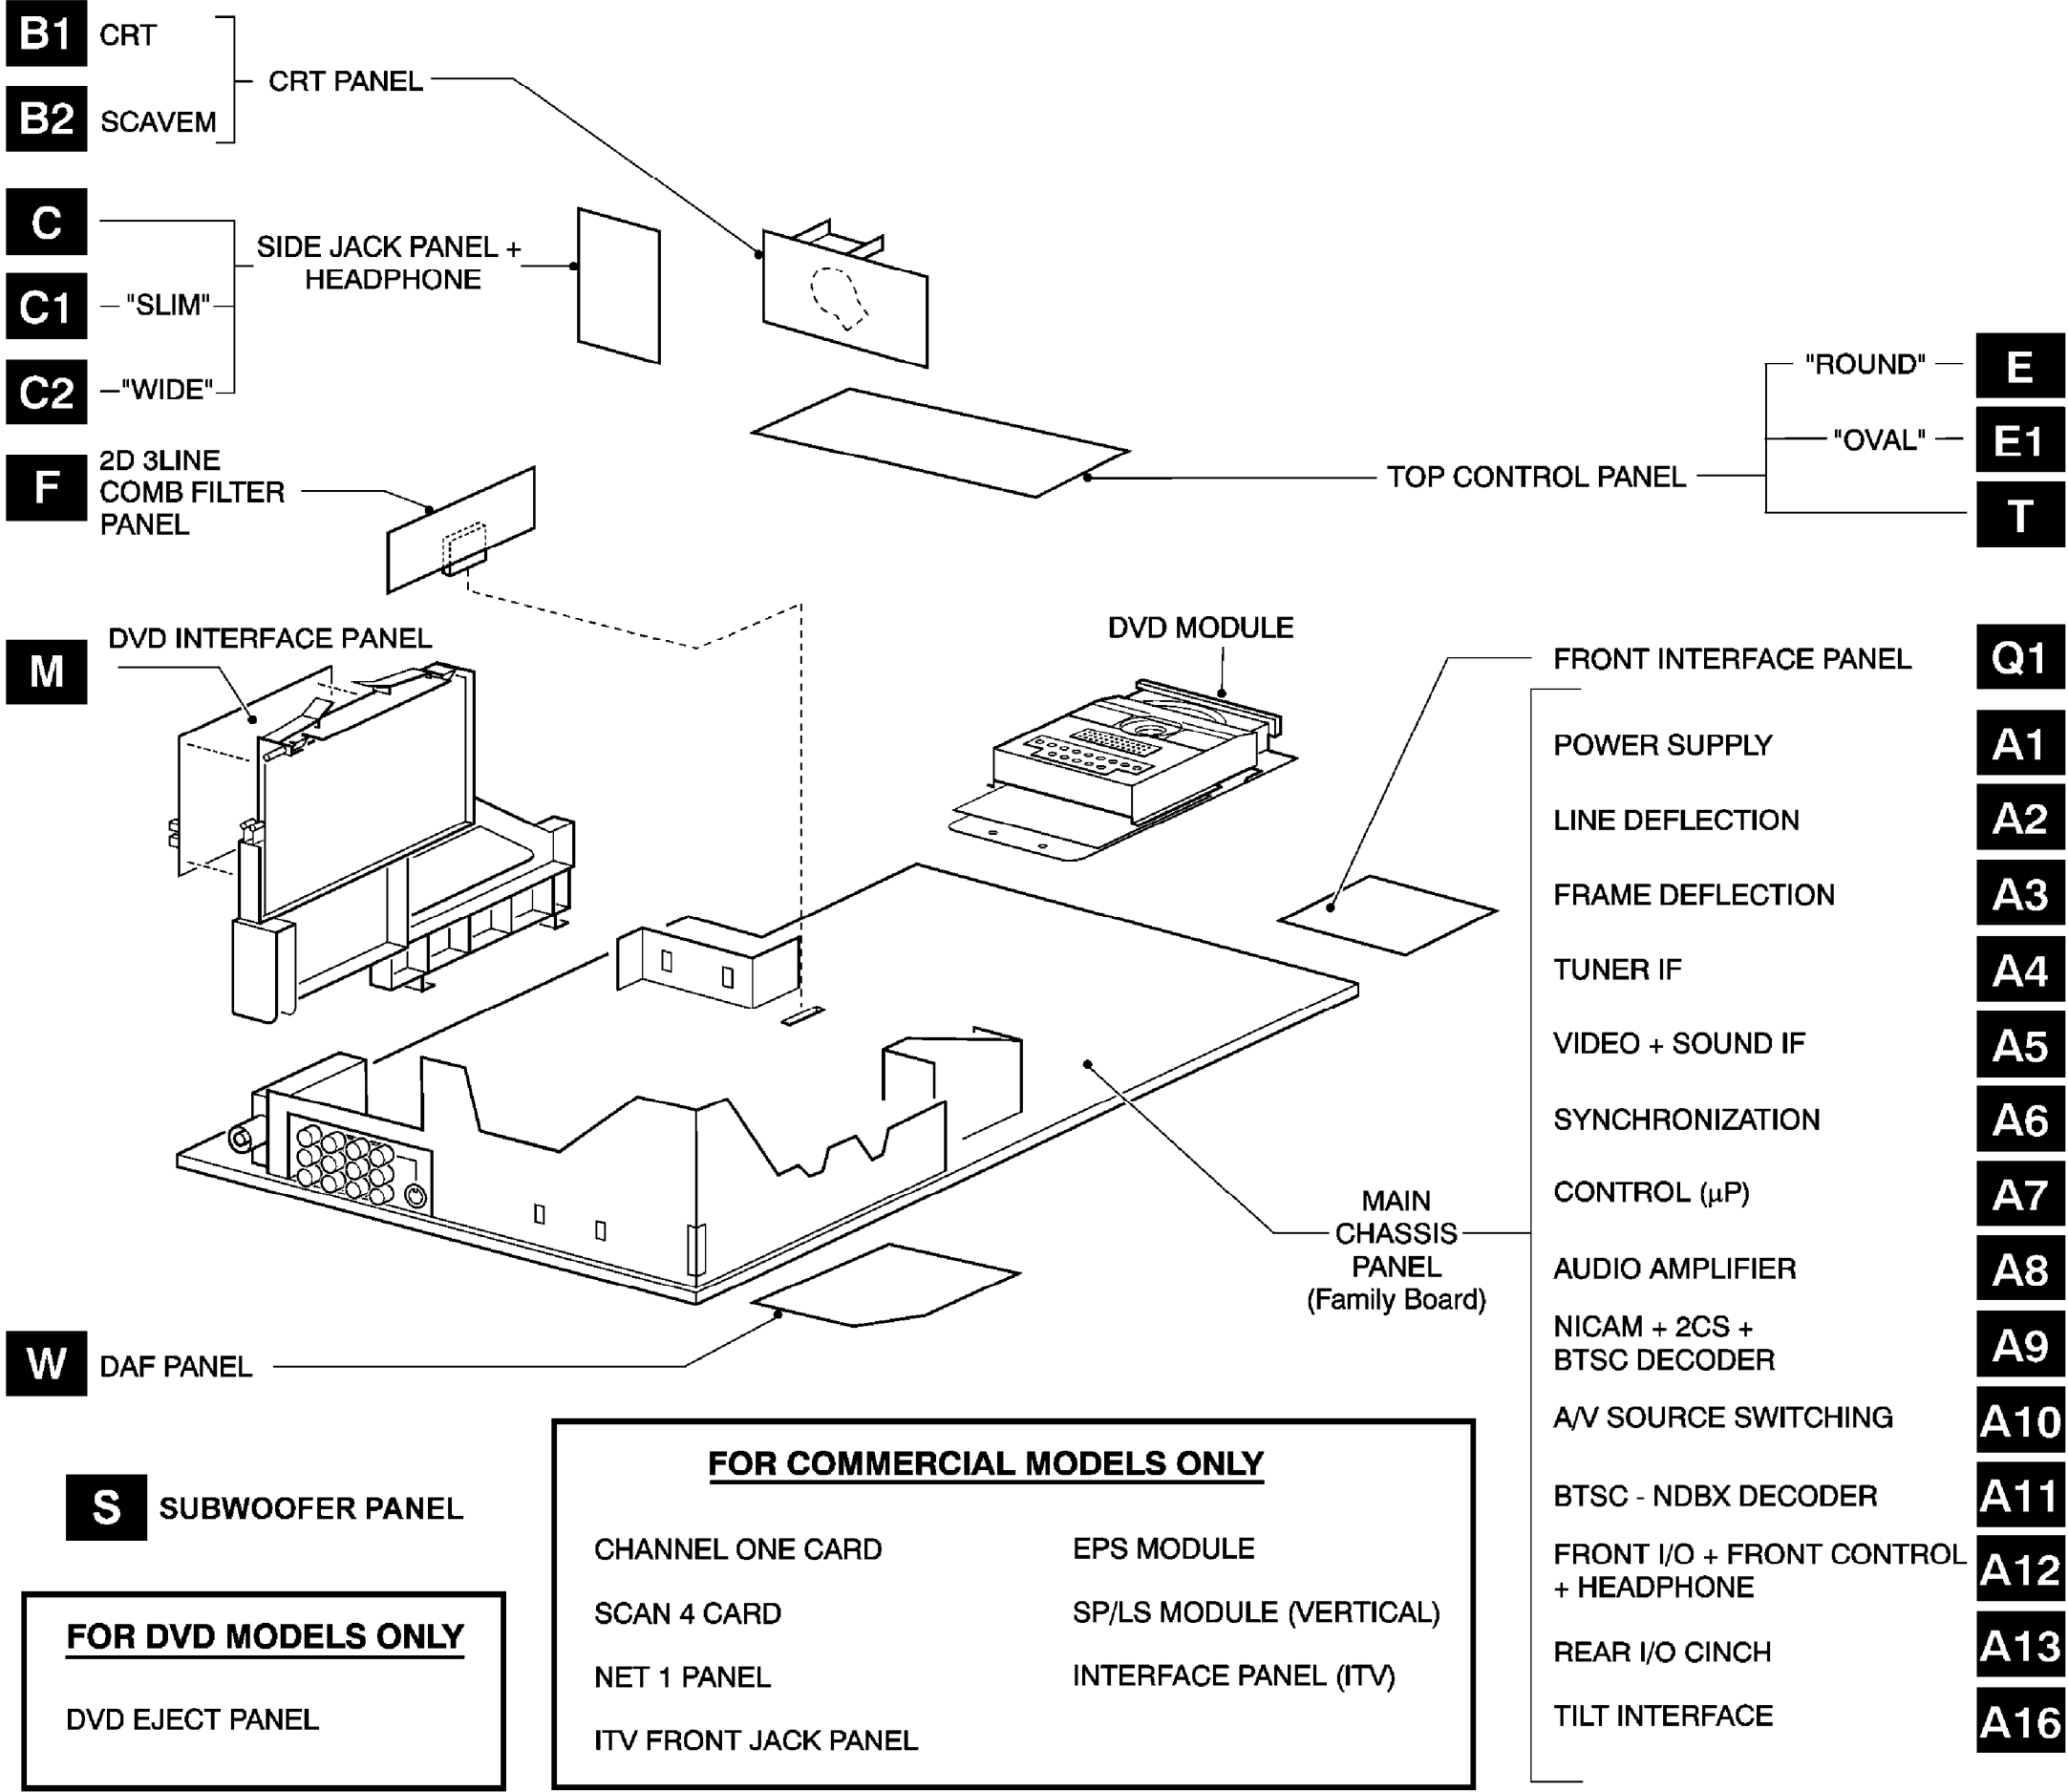 B1 CRT
CRT PANEL
B2 SCAVEM
C
SIDE JACK PANEL +
HEADPHONE
C1 "SLIM"
C2 "WIDE"
F 2D 3LINE
COMB FILTER
PANEL
"ROUND" E
"OVAL" E1
TOP CONTROL PANEL
T
M DVD INTERFACE PANEL
DVD MODULE
FRONT INTERFACE PANEL Q1
POWER SUPPLY A1
LINE DEFLECTION A2
FRAME DEFLECTION A3
TUNER IF A4
VIDEO + SOUND IF A5
SYNCHRONIZATION A6
CONTROL (µP) A7
MAIN
CHASSIS
PANEL
(Family Board)
AUDIO AMPLIFIER A8
NICAM + 2CS +
BTSC DECODER A9
A/V SOURCE SWITCHING A10
BTSC - NDBX DECODER A11
FRONT I/O + FRONT CONTROL
+ HEADPHONE A12
REAR I/O CINCH A13
TILT INTERFACE A16
W DAF PANEL
S SUBWOOFER PANEL
FOR DVD MODELS ONLY
DVD EJECT PANEL
FOR COMMERCIAL MODELS ONLY
CHANNEL ONE CARD
SCAN 4 CARD
NET 1 PANEL
ITV FRONT JACK PANEL
EPS MODULE
SP/LS MODULE (VERTICAL)
INTERFACE PANEL (ITV)